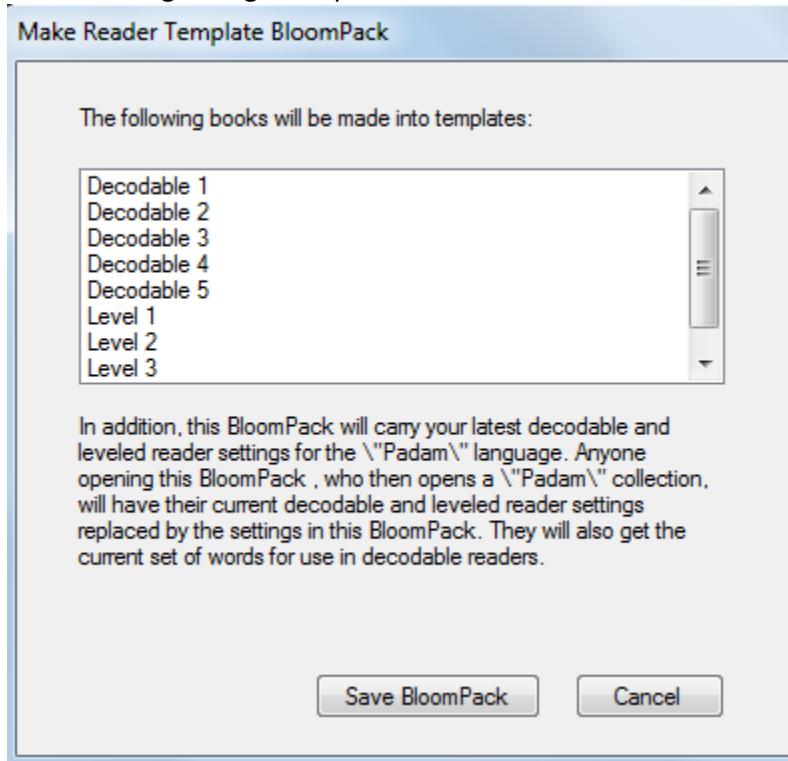 Make Reader Template BloomPack
The following books will be made into templates:
Decodable 1
Decodable 2
Decodable 3
Decodable 4
Decodable 5
Level 1
Level 2
Level 3
In addition, this BloomPack will carry your latest decodable and
leveled reader settings for the \"Padam\" language. Anyone
opening this BloomPack , who then opens a \"Padam\" collection,
will have their current decodable and leveled reader settings
replaced by the settings in this BloomPack. They will also get the
current set of words for use in decodable readers.
Save BloomPack Cancel